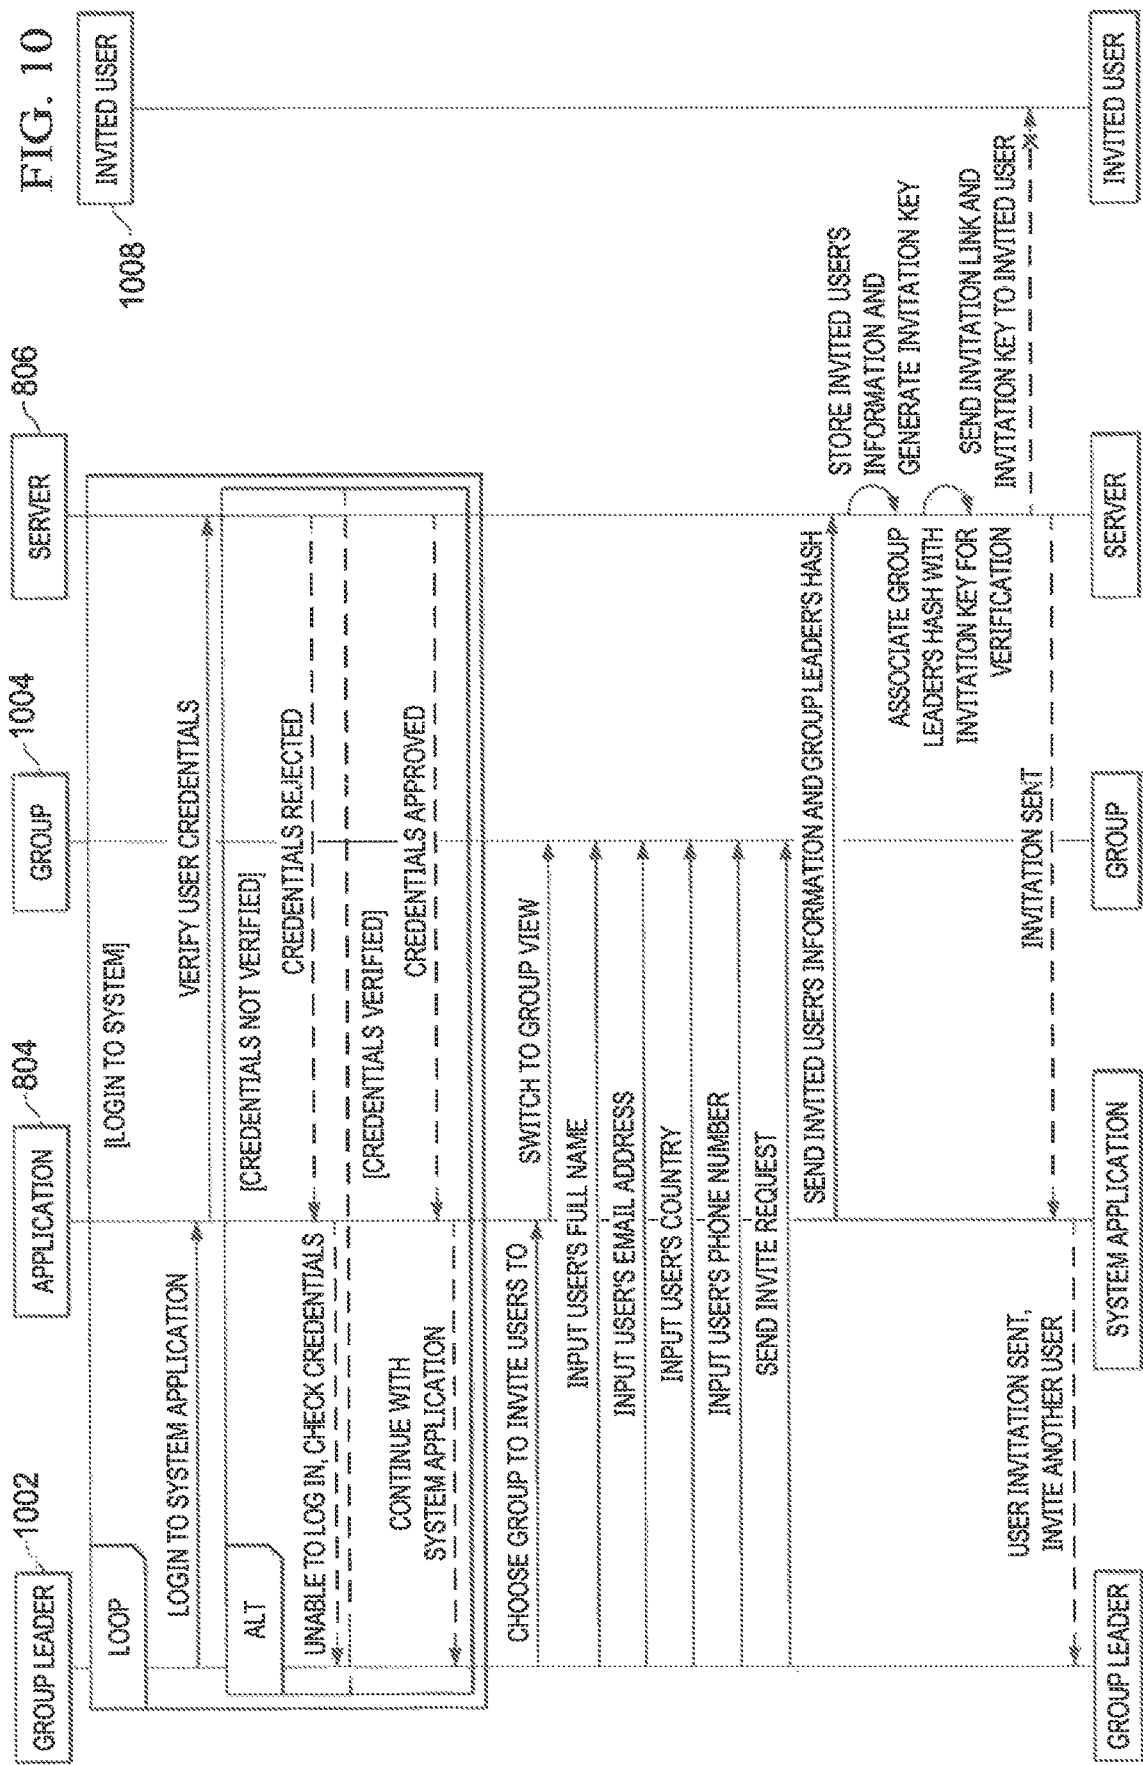 FIG. 10
GROUP LEADER
1002
APPLICATION
804
GROUP
1004
SERVER
806
INVITED USER
1008
LOOP
[LOGIN TO SYSTEM]
LOGIN TO SYSTEM APPLICATION
VERIFY USER CREDENTIALS
ALT
[CREDENTIALS NOT VERIFIED]
CREDENTIALS REJECTED
UNABLE TO LOG IN, CHECK CREDENTIALS
[CREDENTIALS VERIFIED]
CREDENTIALS APPROVED
CONTINUE WITH
SYSTEM APPLICATION
CHOOSE GROUP TO INVITE USERS TO
SWITCH TO GROUP VIEW
INPUT USER'S FULL NAME
INPUT USER'S EMAIL ADDRESS
INPUT USER'S COUNTRY
INPUT USER'S PHONE NUMBER
SEND INVITE REQUEST
SEND INVITED USER'S INFORMATION AND GROUP LEADER'S HASH
STORE INVITED USER'S
INFORMATION AND
GENERATE INVITATION KEY
ASSOCIATE GROUP
LEADER'S HASH WITH
INVITATION KEY FOR
VERIFICATION
SEND INVITATION LINK AND
INVITATION KEY TO INVITED USER
INVITATION SENT
USER INVITATION SENT,
INVITE ANOTHER USER
GROUP LEADER
SYSTEM APPLICATION
GROUP
SERVER
INVITED USER